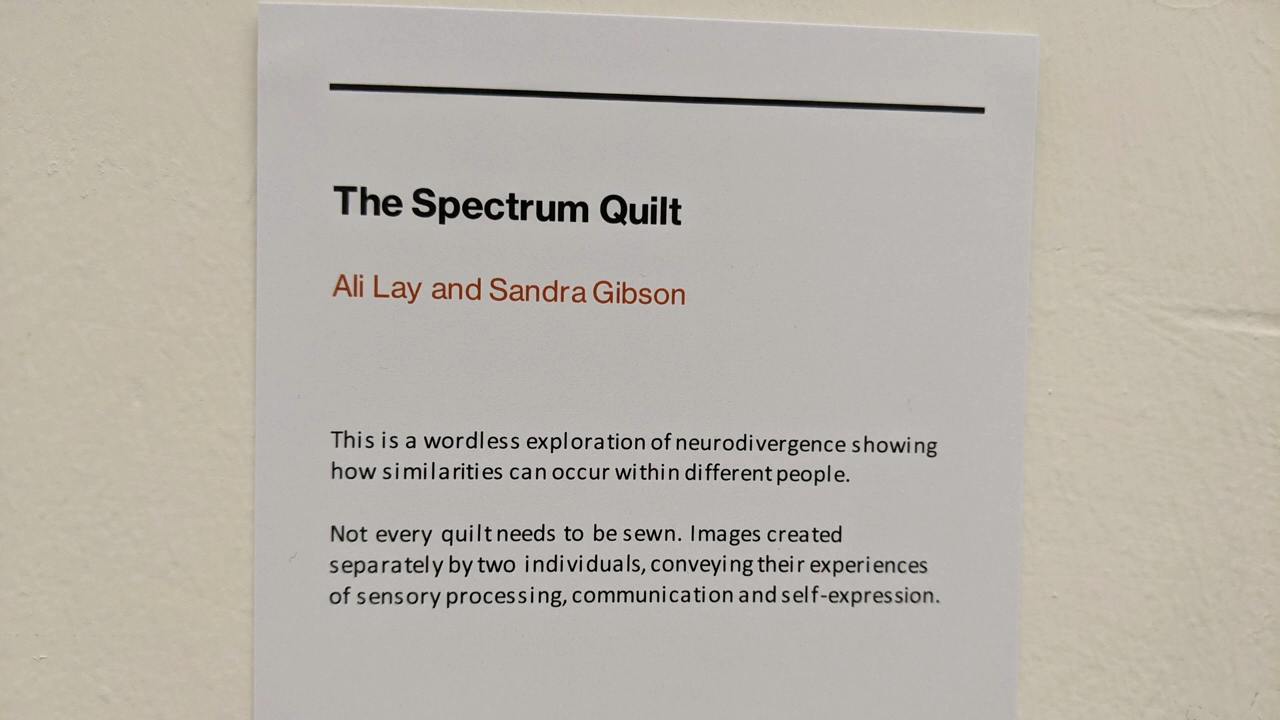 The Spectrum Quilt
Ali Lay and Sandra Gibson
This is a wordless exploration of neurodivergence showing
how similarities can occur within different people.
Not every quilt needs to be sewn. Images created
separately by two individuals, conveying their experiences
of sensory processing, communication and self-expression.